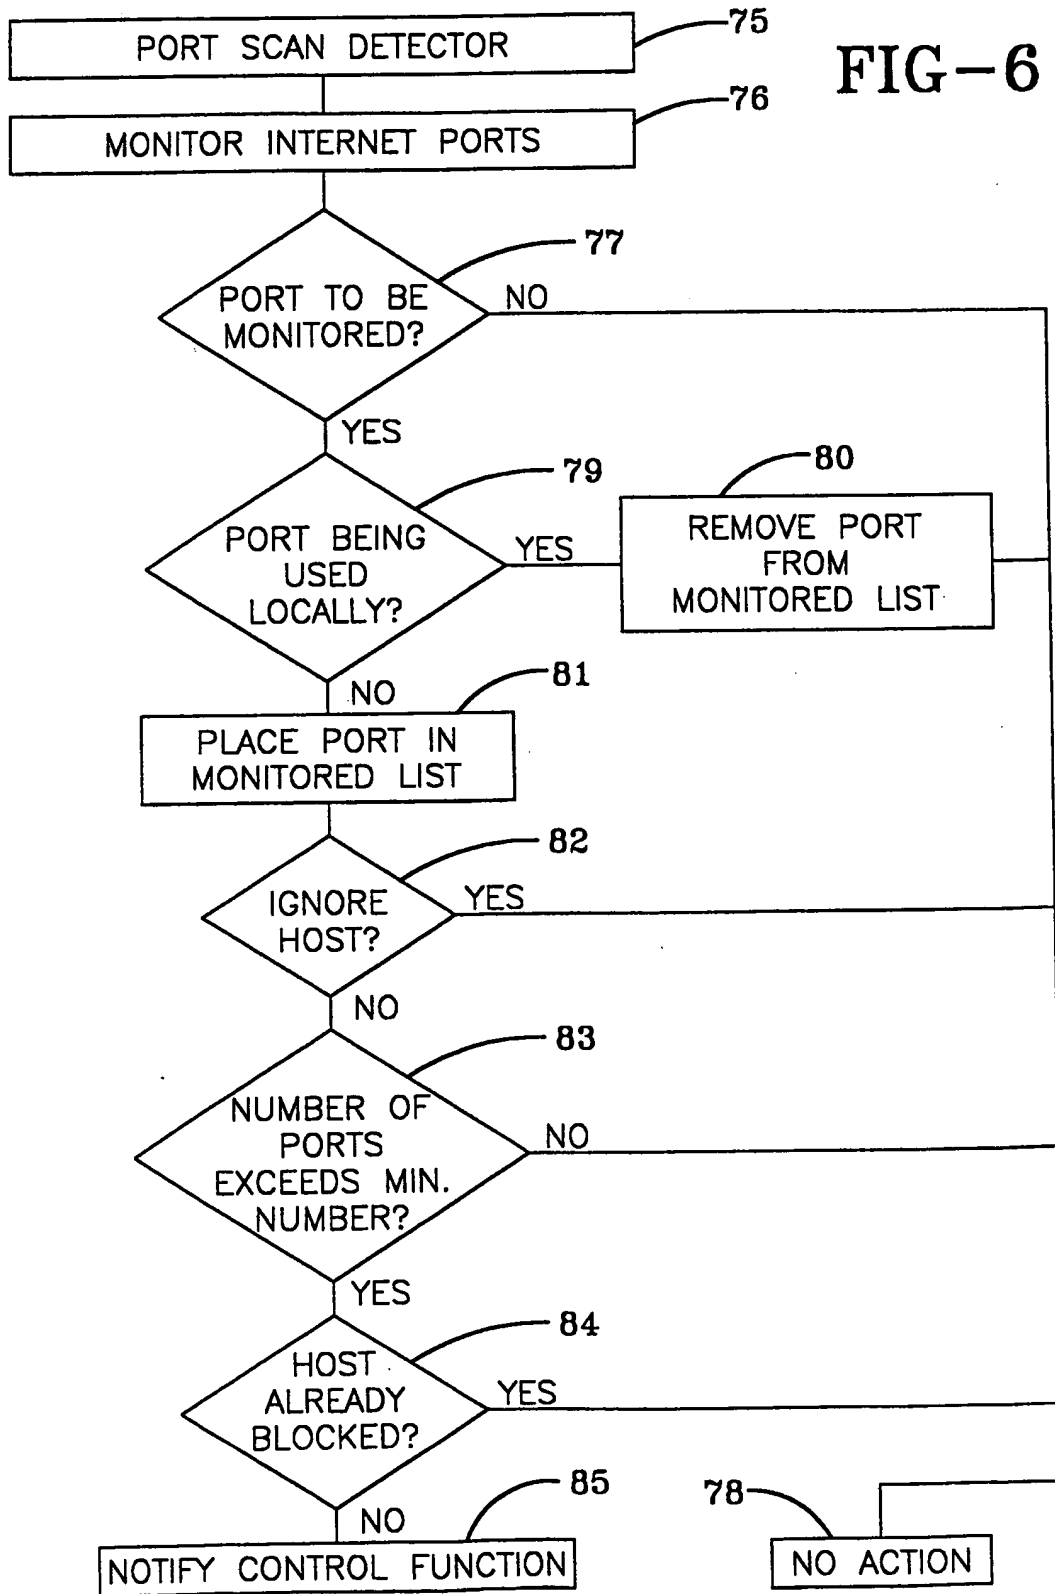 PORT SCAN DETECTOR
75
FIG-6
MONITOR INTERNET PORTS
76
77
PORT TO BE
MONITORED?
NO
YES
79
PORT BEING
USED
LOCALLY?
YES
80
REMOVE PORT
FROM
MONITORED LIST
NO
81
PLACE PORT IN
MONITORED LIST
82
IGNORE
HOST?
YES
NO
83
NUMBER OF
PORTS
EXCEEDS MIN.
NUMBER?
NO
YES
84
HOST
ALREADY
BLOCKED?
YES
NO
85
NOTIFY CONTROL FUNCTION
78
NO ACTION